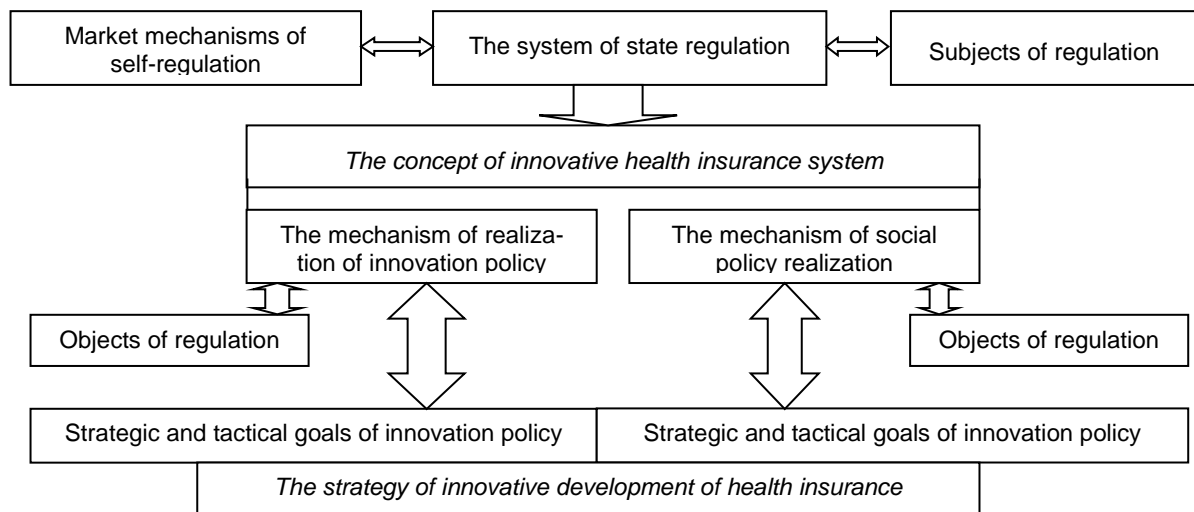 Market mechanisms of
self-regulation
The system of state regulation
Subjects of regulation
The concept of innovative health insurance system
The mechanism of realiza-
tion of innovation policy
The mechanism of social
policy realization
Objects of regulation
Objects of regulation
Strategic and tactical goals of innovation policy
Strategic and tactical goals of innovation policy
The strategy of innovative development of health insurance